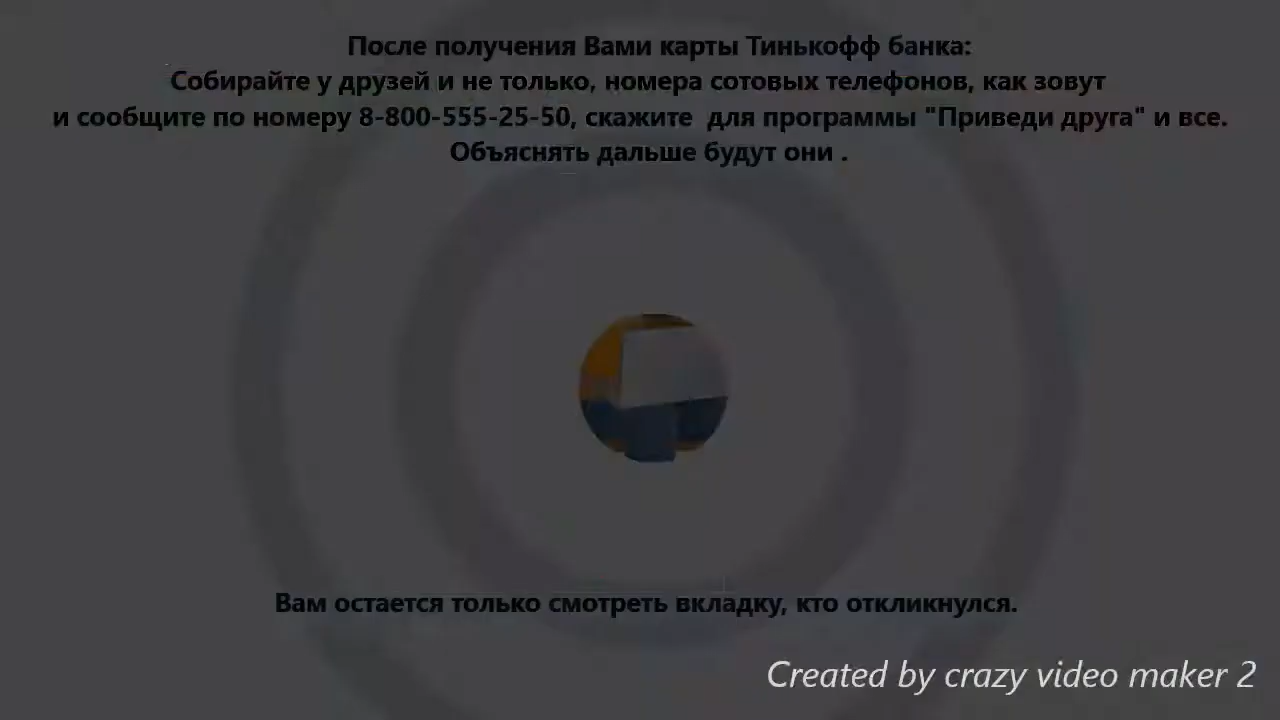 После получения Вами карты Тинькофф банка:
Собирайте у друзей и не только, номера сотовых телефонов, как зовут
и сообщите по номеру 8-800-555-25-50, скажите  для программы "Приведи друга" и все.
Объяснять дальше будут они .
Вам остается только смотреть вкладку, кто откликнулся.
Created by crazy video maker 2